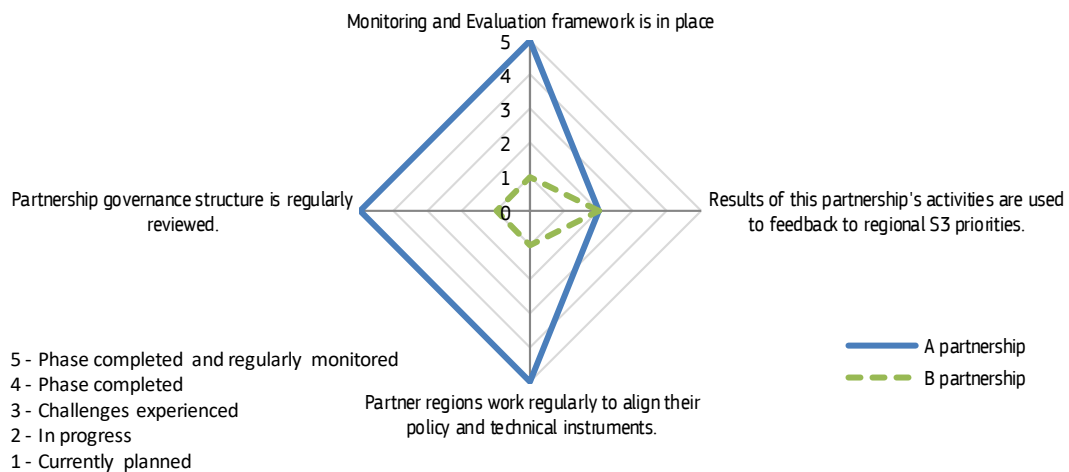 Monitoring and Evaluation framework is in place
5
4
3
2
1
0
Partnership governance structure is regularly
reviewed.
Results of this partnership's activities are used
to feedback to regional S3 priorities.
Partner regions work regularly to align their
policy and technical instruments.
5 - Phase completed and regularly monitored
4 - Phase completed
3 - Challenges experienced
2 - In progress
1 - Currently planned
A partnership
B partnership